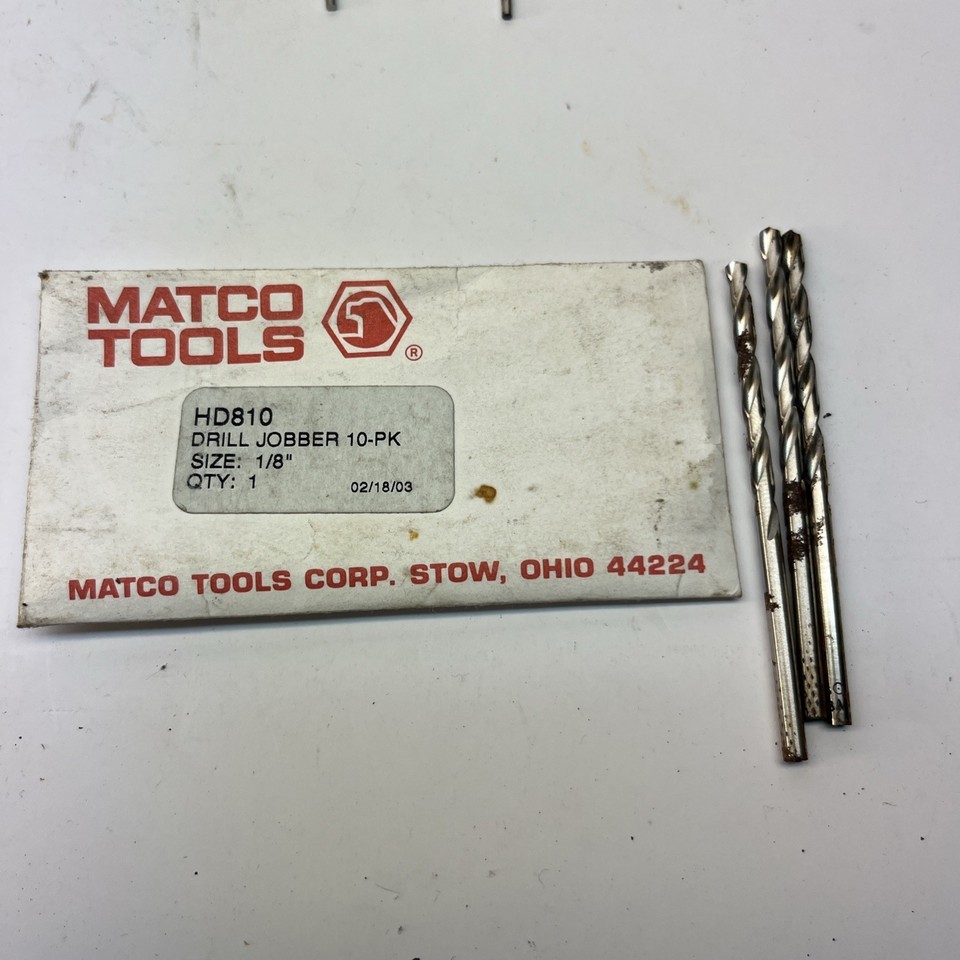 MATCO
TOOLS ®
HD810
DRILL JOBBER 10-PK
SIZE: 1/8"
QTY: 1 02/18/03
MATCO TOOLS CORP. STOW, OHIO 44224